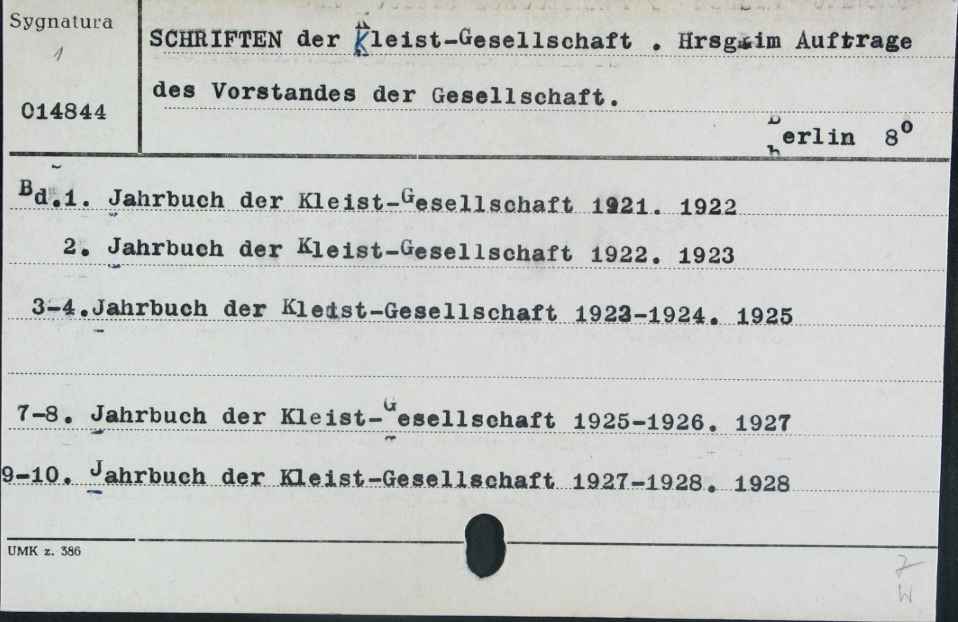 Sygnatura
SCHRIFTEN der Kleist-Gesellschaft . Hrsg.im Auftrage
des Vorstandes der Gesellschaft.
014844
Berlin 8°
Bd.1. Jahrbuch der Kleist-Gesellschaft 1921. 1922
2. Jahrbuch der Kleist-Gesellschaft 1922. 1923
3-4.Jahrbuch der Kleist-Gesellschaft 1923-1924. 1925
7-8. Jahrbuch der Kleist-Gesellschaft 1925-1926. 1927
9-10. Jahrbuch der Kleist-Gesellschaft 1927-1928. 1928
UMK z. 386